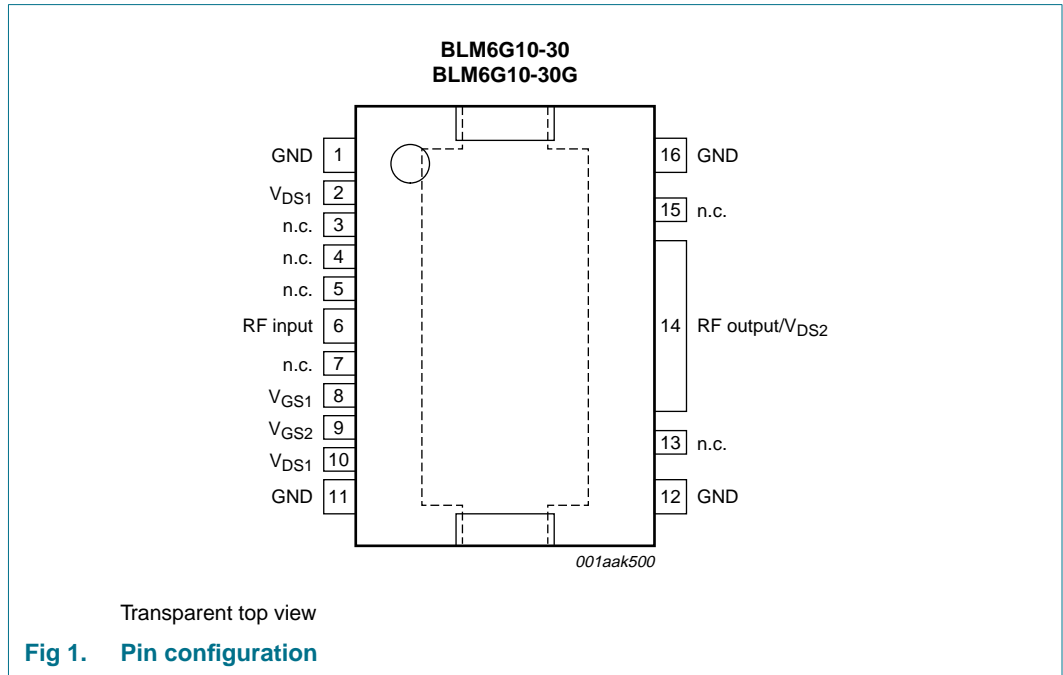 BLM6G10-30
BLM6G10-30G
GND 1
VDS1 2
n.c. 3
n.c. 4
n.c. 5
RF input 6
n.c. 7
VGS1 8
VGS2 9
VDS1 10
GND 11
16 GND
15 n.c.
14 RF output/VDS2
13 n.c.
12 GND
001aak500
Transparent top view
Fig 1. Pin configuration